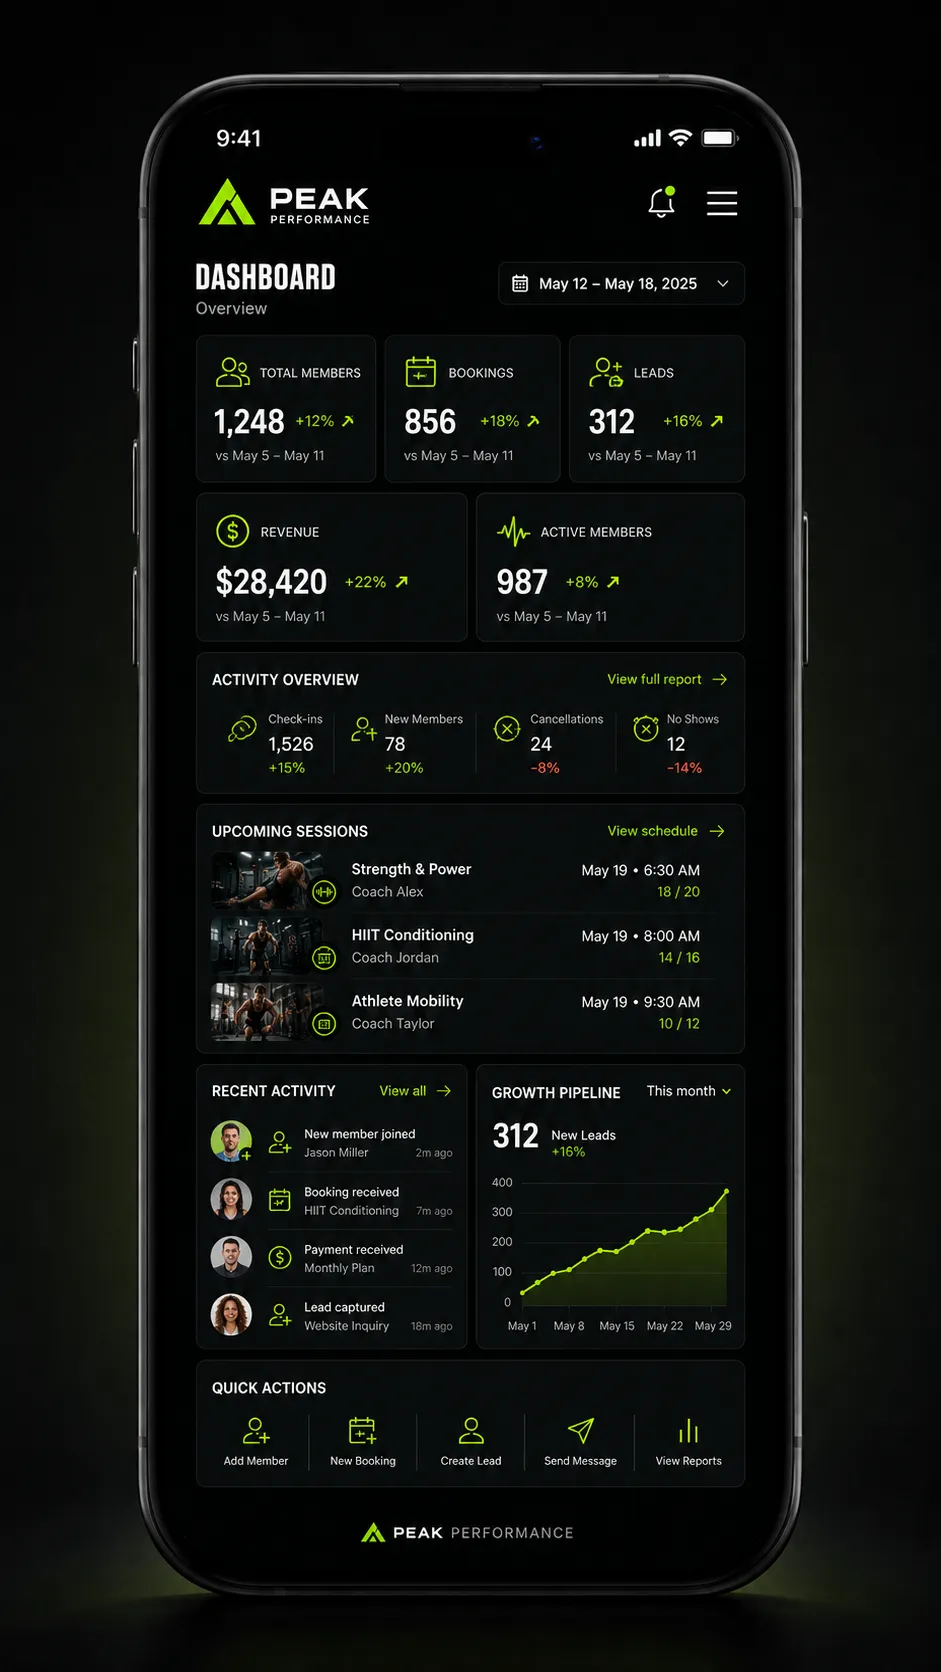 9:41
PEAK
PERFORMANCE
DASHBOARD
Overview
May 12 – May 18, 2025
TOTAL MEMBERS
1,248 +12%
vs May 5 – May 11
BOOKINGS
856 +18%
vs May 5 – May 11
LEADS
312 +16%
vs May 5 – May 11
REVENUE
$28,420 +22%
vs May 5 – May 11
ACTIVE MEMBERS
987 +8%
vs May 5 – May 11
ACTIVITY OVERVIEW
View full report →
Check-ins
1,526
+15%
New Members
78
+20%
Cancellations
24
-8%
No Shows
12
-14%
UPCOMING SESSIONS
View schedule →
Strength & Power
Coach Alex
May 19 • 6:30 AM
18 / 20
HIIT Conditioning
Coach Jordan
May 19 • 8:00 AM
14 / 16
Athlete Mobility
Coach Taylor
May 19 • 9:30 AM
10 / 12
RECENT ACTIVITY
View all →
New member joined
Jason Miller 2m ago
Booking received
HIIT Conditioning 7m ago
Payment received
Monthly Plan 12m ago
Lead captured
Website Inquiry 18m ago
GROWTH PIPELINE
This month
312 New Leads
+16%
400
300
200
100
0
May 1 May 8 May 15 May 22 May 29
QUICK ACTIONS
Add Member
New Booking
Create Lead
Send Message
View Reports
PEAK PERFORMANCE